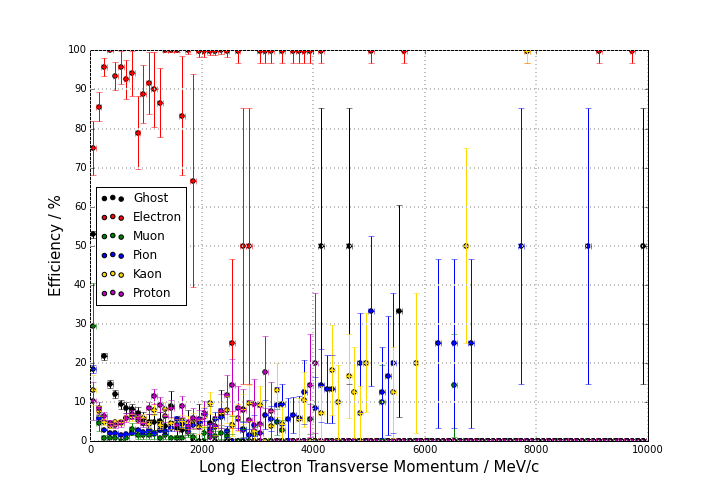 100
90
80
70
60
50
40
30
20
10
0
Efficiency / %
Ghost
Electron
Muon
Pion
Kaon
Proton
0 2000 4000 6000 8000 10000
Long Electron Transverse Momentum / MeV/c